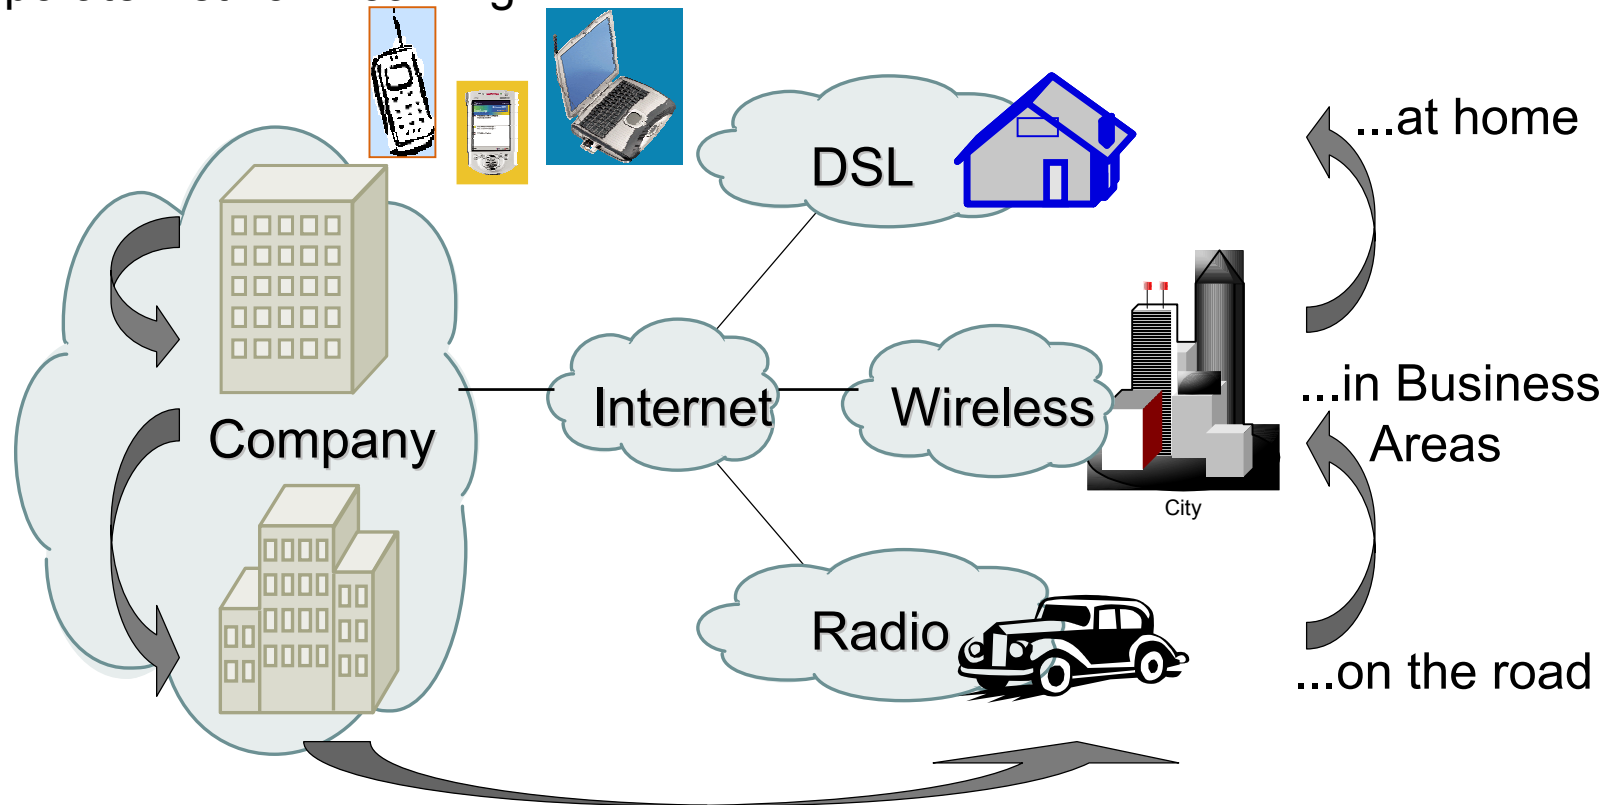 DSL
...at home
Internet
Wireless
...in Business
Areas
Company
City
Radio
...on the road